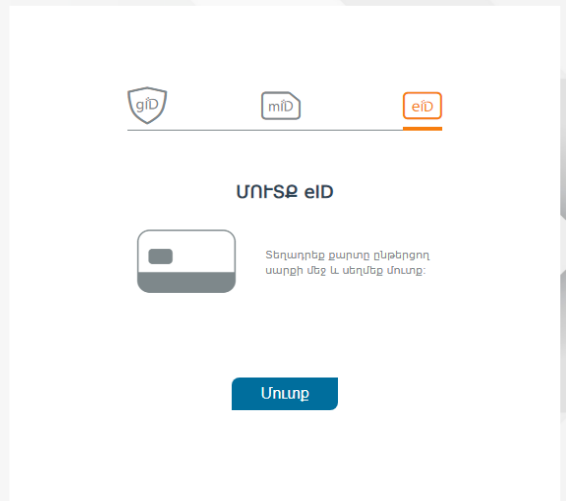 gID
mID
eID
ՄՈՒՏՔ eID
Տեղադրեք քարտը ընթերցող
սարքի մեջ և սեղմեք մուտք:
Մուտք